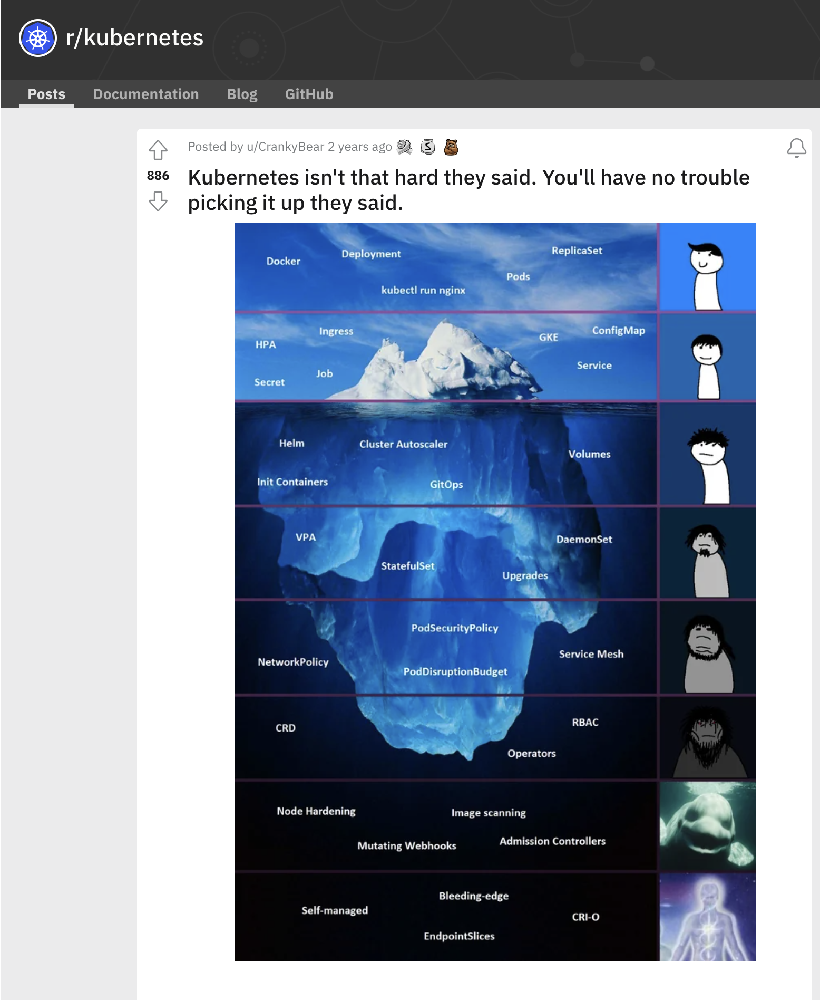 r/kubernetes
Posts Documentation Blog GitHub
Posted by u/CrankyBear 2 years ago
886
Kubernetes isn't that hard they said. You'll have no trouble
picking it up they said.
Docker
Deployment
ReplicaSet
Pods
kubectl run nginx
HPA
Ingress
GKE
ConfigMap
Secret
Job
Service
Helm
Cluster Autoscaler
Volumes
Init Containers
GitOps
VPA
DaemonSet
StatefulSet
Upgrades
PodSecurityPolicy
NetworkPolicy
Service Mesh
PodDisruptionBudget
CRD
RBAC
Operators
Node Hardening
Image scanning
Mutating Webhooks
Admission Controllers
Bleeding-edge
Self-managed
CRI-O
EndpointSlices